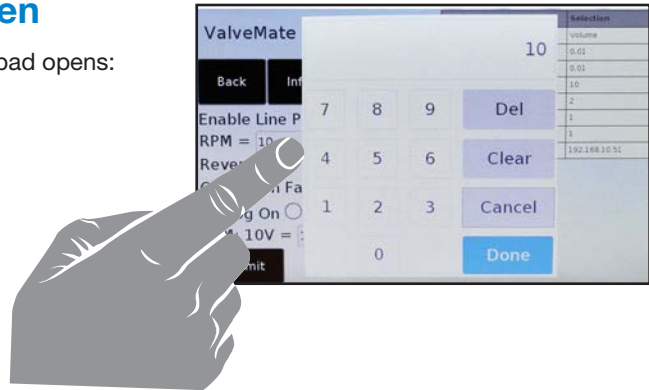 en
pad opens:
ValveMate
10
Back Inf
Del
7 8 9
Enable Line P
RPM = 10
Clear
4 5 6
Rever
n Fa
Cancel
1 2 3
g On
10V =
Done
0
mit
Selection
Volume
0.01
0.01
10
2
1
1
192.168.10.51